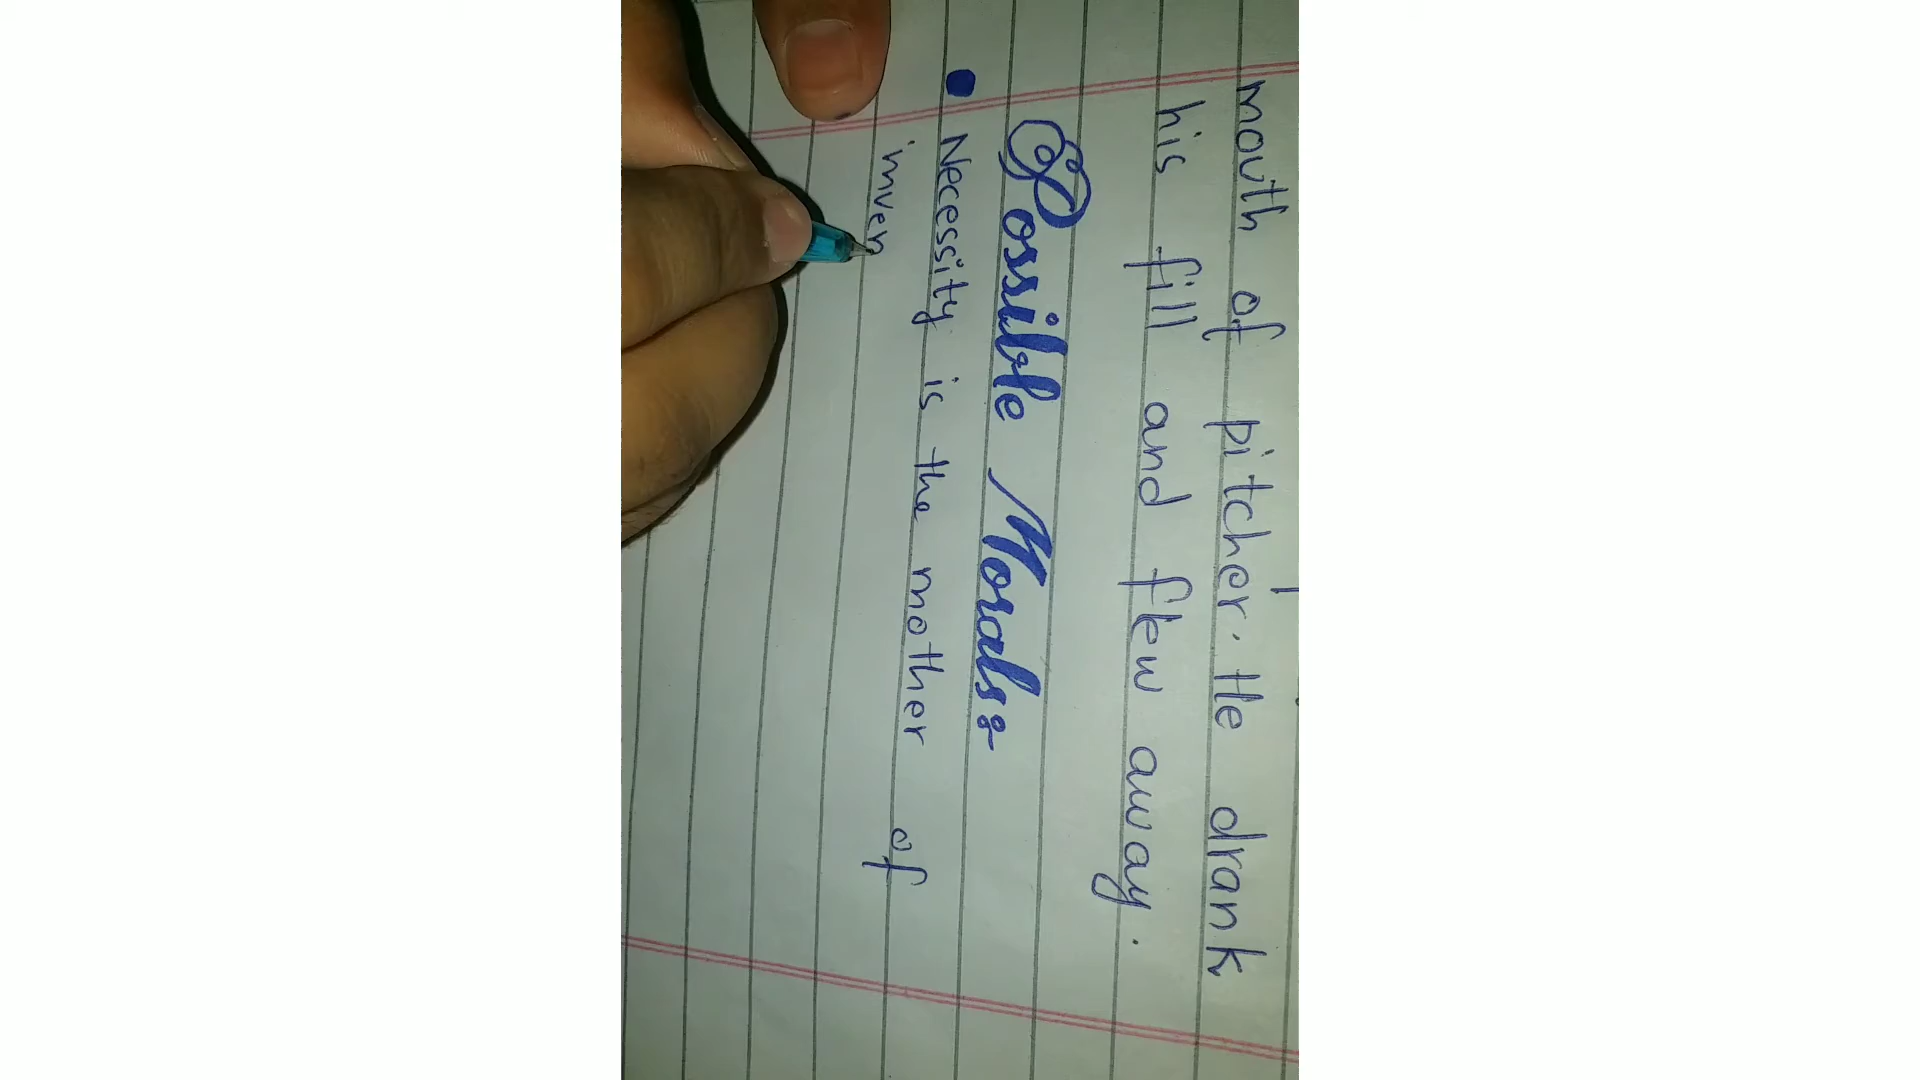 mouth of pitcher. He drank
his fill and flew away.
Possible Morals:-
• Necessity is the mother of
inven